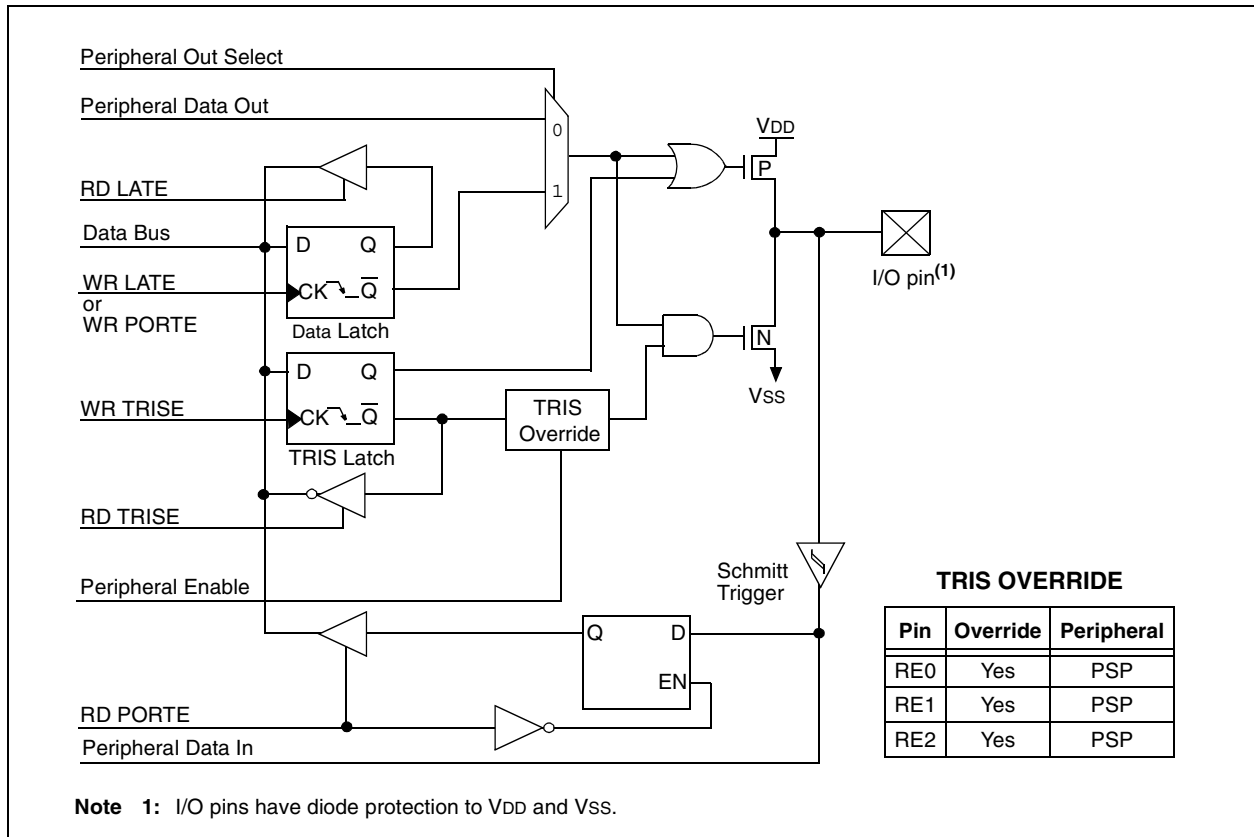 Peripheral Out Select
Peripheral Data Out
0
1
VDD
P
RD LATE
Data Bus
D Q
WR LATE
or
WR PORTE
CK Q
Data Latch
I/O pin(1)
N
VSS
D Q
WR TRISE
CK Q
TRIS Latch
TRIS
Override
RD TRISE
Peripheral Enable
Schmitt
Trigger
Q D
EN
RD PORTE
Peripheral Data In
TRIS OVERRIDE
Pin Override Peripheral
RE0 Yes PSP
RE1 Yes PSP
RE2 Yes PSP
Note 1: I/O pins have diode protection to VDD and VSS.